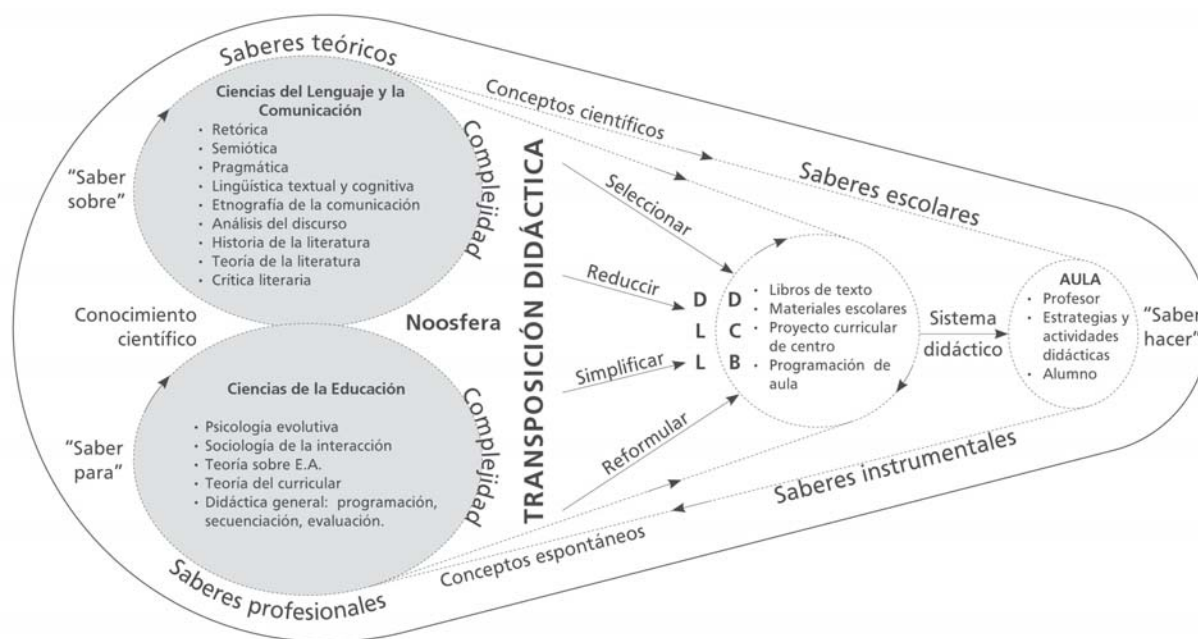 Saberes teóricos
Ciencias del Lenguaje y la
Comunicación
• Retórica
• Semiótica
• Pragmática
• Lingüística textual y cognitiva
• Etnografía de la comunicación
• Análisis del discurso
• Historia de la literatura
• Teoría de la literatura
• Crítica literaria
"Saber
sobre"
Complejidad
Conocimiento
científico
Noosfera
Ciencias de la Educación
• Psicología evolutiva
• Sociología de la interacción
• Teoría sobre E.A.
• Teoría del curricular
• Didáctica general: programación,
secuenciación, evaluación.
"Saber
para"
Complejidad
Saberes profesionales
TRANSPOSICIÓN DIDÁCTICA
Conceptos científicos
Saberes escolares
Seleccionar
Reduccir
Simplificar
Reformular
D D
L C
L B
• Libros de texto
• Materiales escolares
• Proyecto curricular
de centro
• Programación de
aula
Sistema
didáctico
AULA
• Profesor
• Estrategias y
actividades
didácticas
• Alumno
"Saber
hacer"
Saberes instrumentales
Conceptos espontáneos